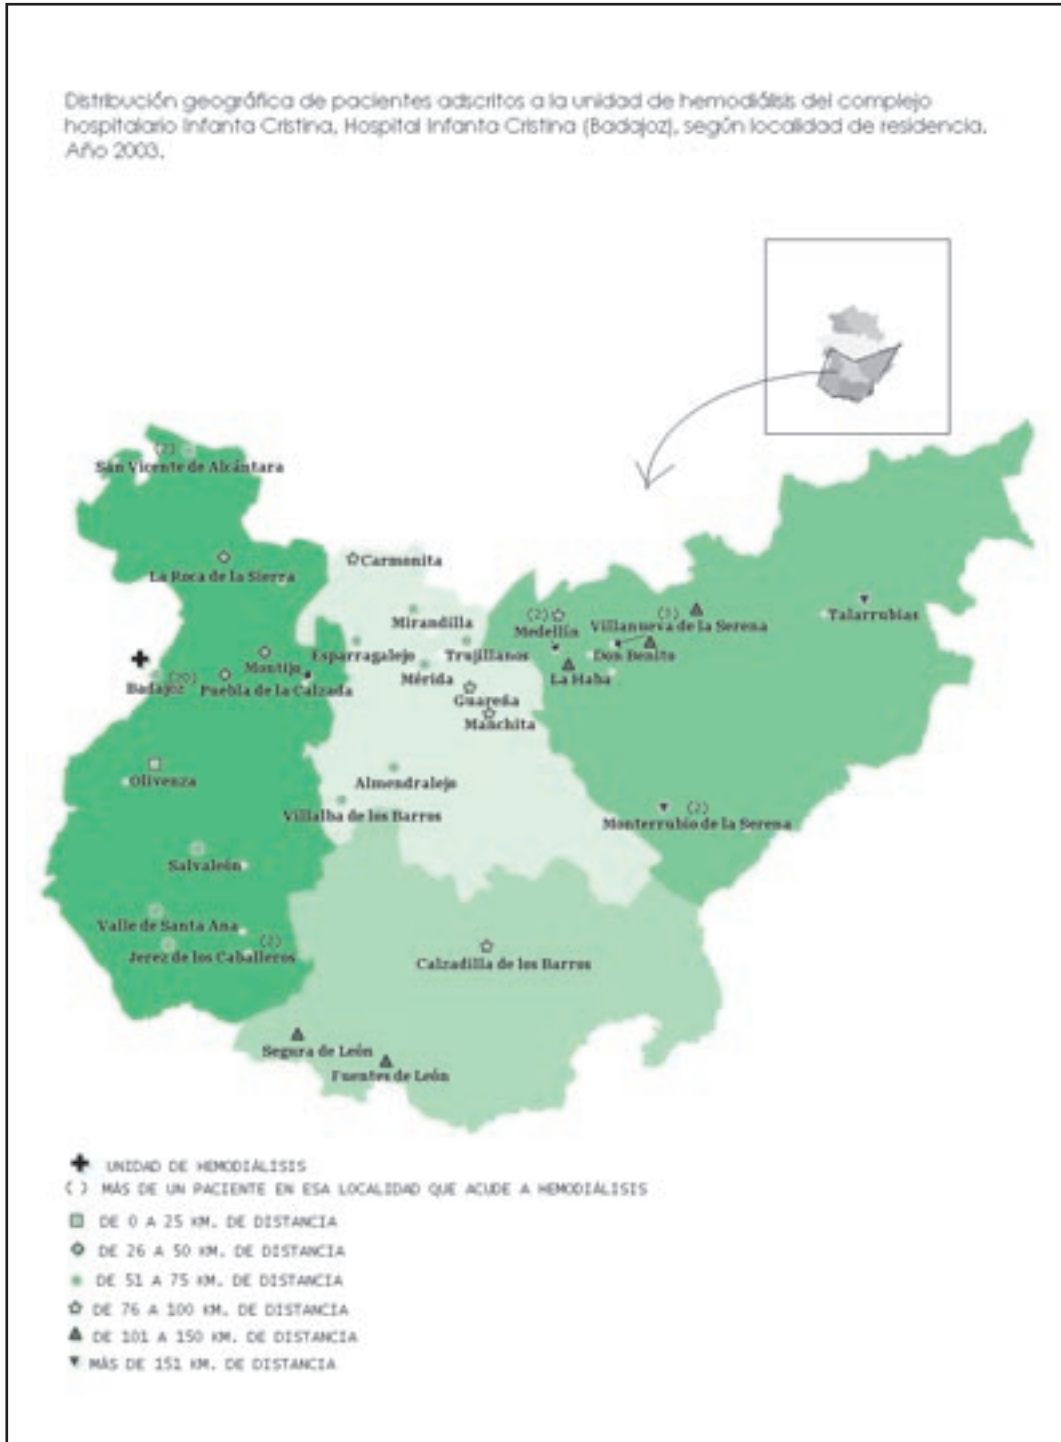 Distribución geográfica de pacientes adscritos a la unidad de hemodiálisis del complejo
hospitalario Infanta Cristina, Hospital Infanta Cristina (Badajoz), según localidad de residencia.
Año 2003.
San Vicente de Alcántara
Carmonita
La Roca de la Sierra
Mirandilla
(2)
Medellín
Villanueva de la Serena
Talarrubias
Montijo
Esparragalejo
Trujillanos
Don Benito
Badajoz
Puebla de la Calzada
Mérida
La Haba
Guareña
Manchita
Olivenza
Almendralejo
Villalba de los Barros
(2)
Monterrubio de la Serena
Salvaleón
Valle de Santa Ana
(2)
Jerez de los Caballeros
Calzadilla de los Barros
Segura de León
Fuentes de León
UNIDAD DE HEMODIÁLISIS
( ) MÁS DE UN PACIENTE EN ESA LOCALIDAD QUE ACUDE A HEMODIÁLISIS
DE 0 A 25 KM. DE DISTANCIA
DE 26 A 50 KM. DE DISTANCIA
DE 51 A 75 KM. DE DISTANCIA
DE 76 A 100 KM. DE DISTANCIA
DE 101 A 150 KM. DE DISTANCIA
MÁS DE 151 KM. DE DISTANCIA